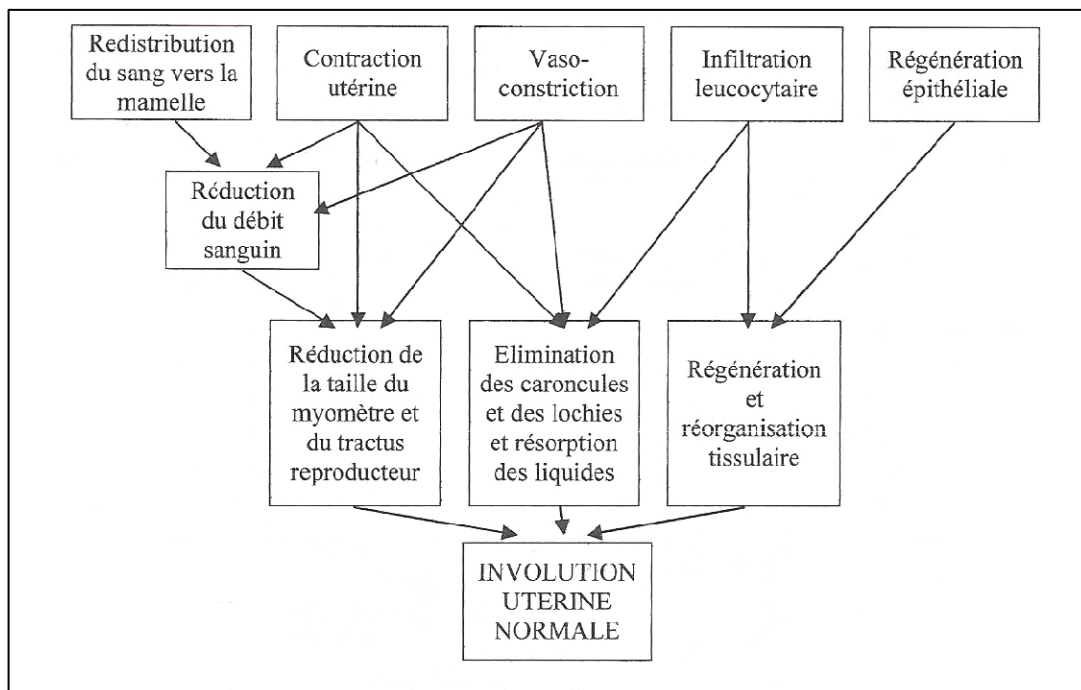 Redistribution
du sang vers la
mamelle
Contraction
utérine
Vaso-
constriction
Infiltration
leucocytaire
Régénération
épithéliale
Réduction
du débit
sanguin
Réduction de
la taille du
myomètre et
du tractus
reproducteur
Elimination
des caroncules
et des lochies
et résorption
des liquides
Régénération
et
réorganisation
tissulaire
INVOLUTION
UTERINE
NORMALE